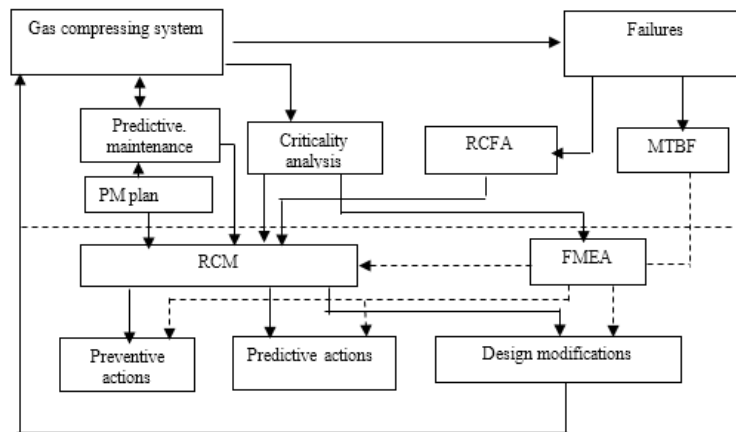 Gas compressing system
Failures
Predictive.
maintenance
Criticality
analysis
RCFA
MTBF
PM plan
RCM
FMEA
Preventive
actions
Predictive actions
Design modifications